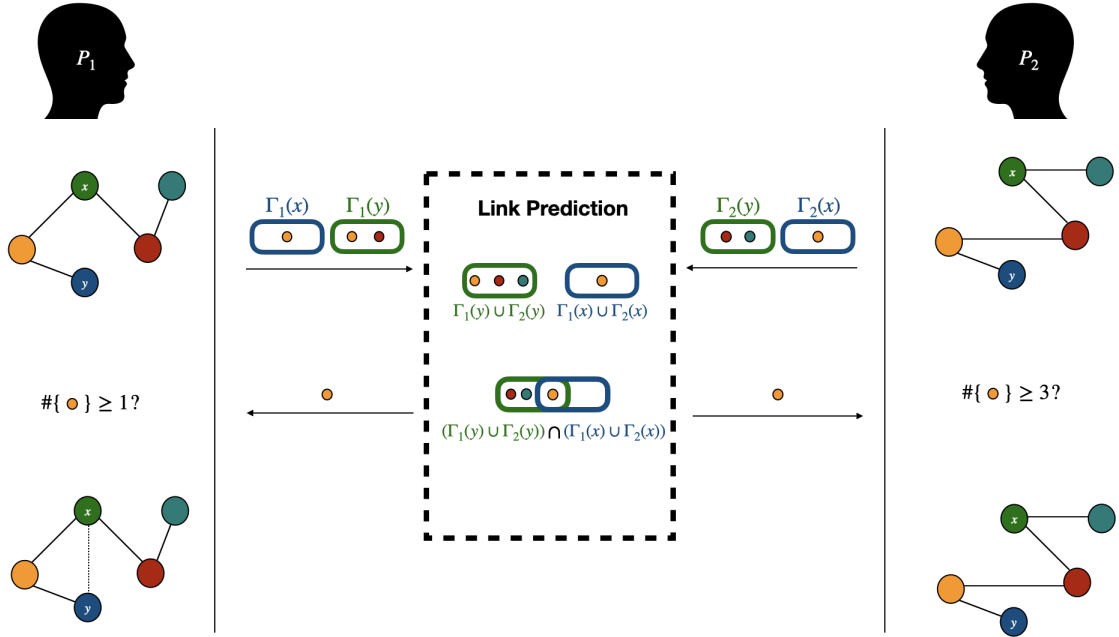 P₁
P₂
x
y
x
y
Γ₁(x)
Γ₁(y)
Link Prediction
Γ₂(y)
Γ₂(x)
Γ₁(y) ∪ Γ₂(y)
Γ₁(x) ∪ Γ₂(x)
#{ } ≥ 1?
#{ } ≥ 3?
(Γ₁(y) ∪ Γ₂(y)) ∩ (Γ₁(x) ∪ Γ₂(x))
x
y
x
y